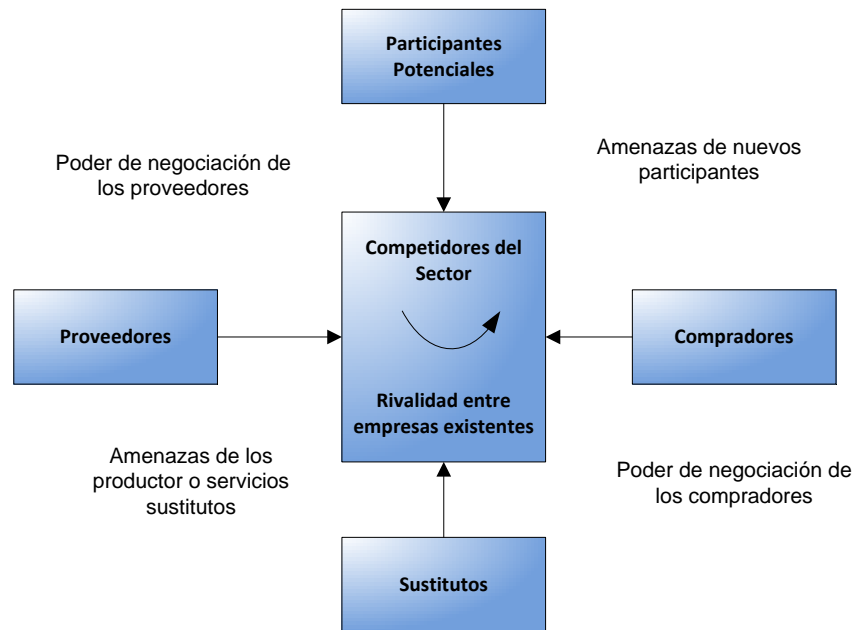 Participantes
Potenciales
Poder de negociación de
los proveedores
Amenazas de nuevos
participantes
Competidores del
Sector
Proveedores
Compradores
Rivalidad entre
empresas existentes
Amenazas de los
productor o servicios
sustitutos
Poder de negociación de
los compradores
Sustitutos